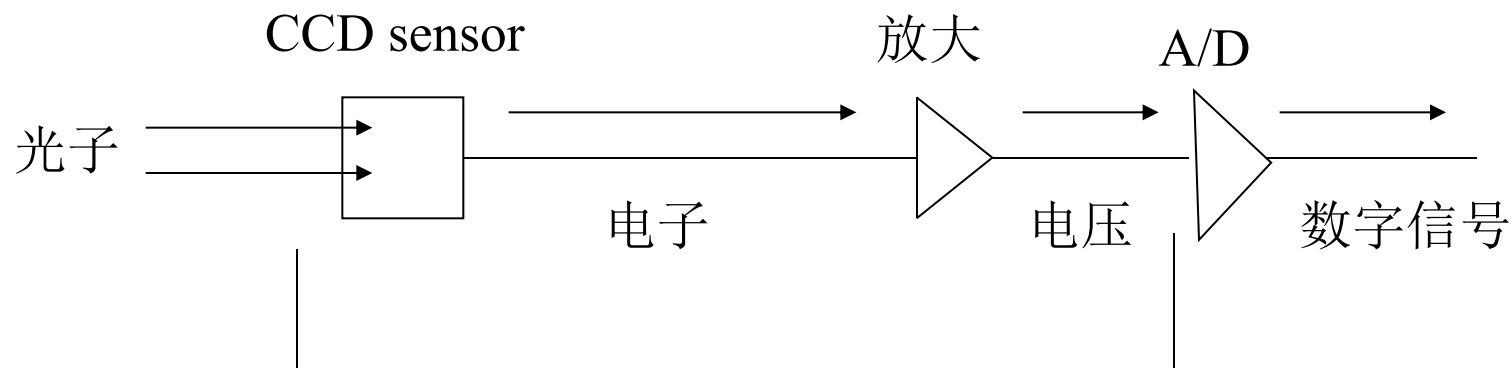 CCD sensor
放大
A/D
光子
电子
电压
数字信号